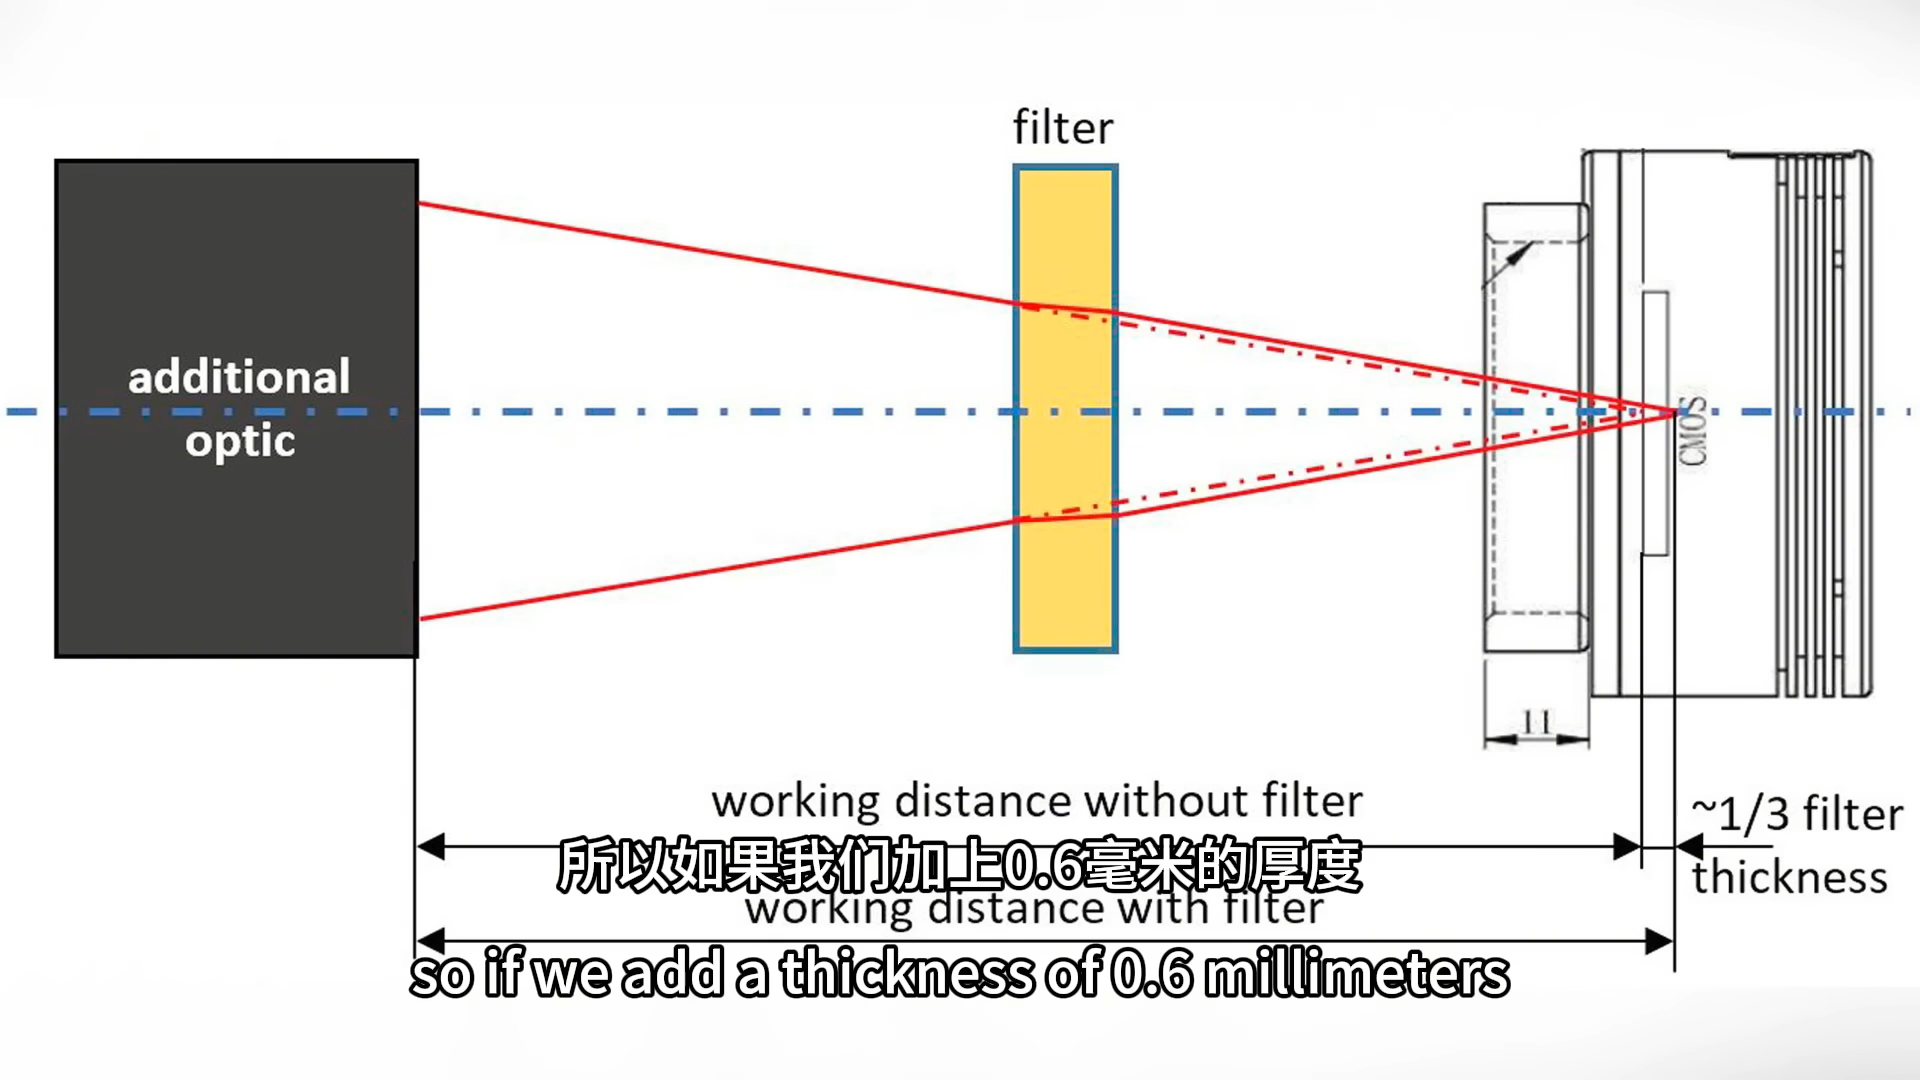 filter
additional
optic
CMOS
11
working distance without filter
~1/3 filter
thickness
所以如果我们加上0.6毫米的厚度
working distance with filter
so if we add a thickness of 0.6 millimeters